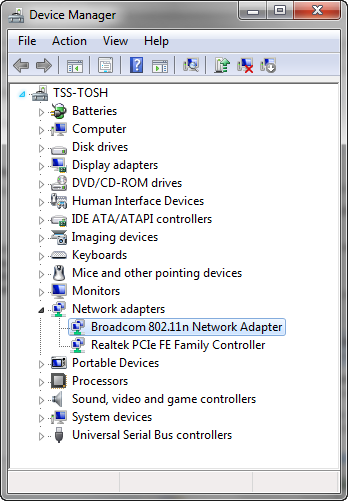 Device Manager
File Action View Help
TSS-TOSH
Batteries
Computer
Disk drives
Display adapters
DVD/CD-ROM drives
Human Interface Devices
IDE ATA/ATAPI controllers
Imaging devices
Keyboards
Mice and other pointing devices
Monitors
Network adapters
Broadcom 802.11n Network Adapter
Realtek PCIe FE Family Controller
Portable Devices
Processors
Sound, video and game controllers
System devices
Universal Serial Bus controllers